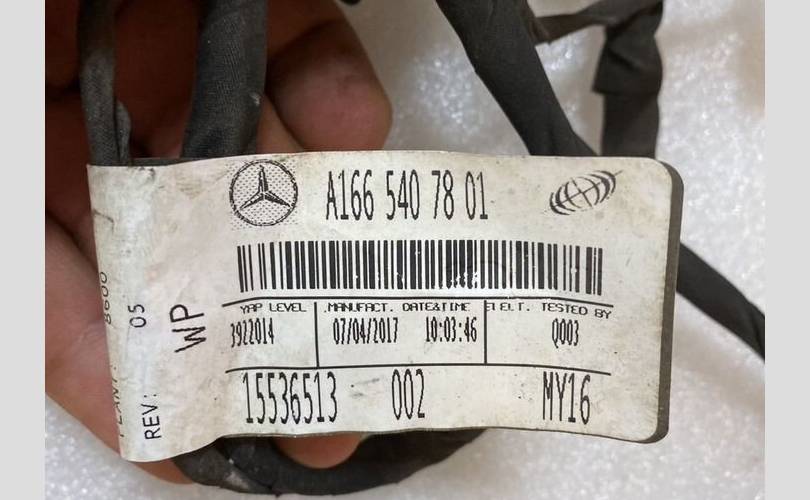 A166 540 78 01
YAP LEVEL MANUFACT. DATE&TIME ELT. TESTED BY
3922014 07/04/2017 10:03:46 Q003
15536513 002 MY16
WP
REV: 05
PLANT: 8600